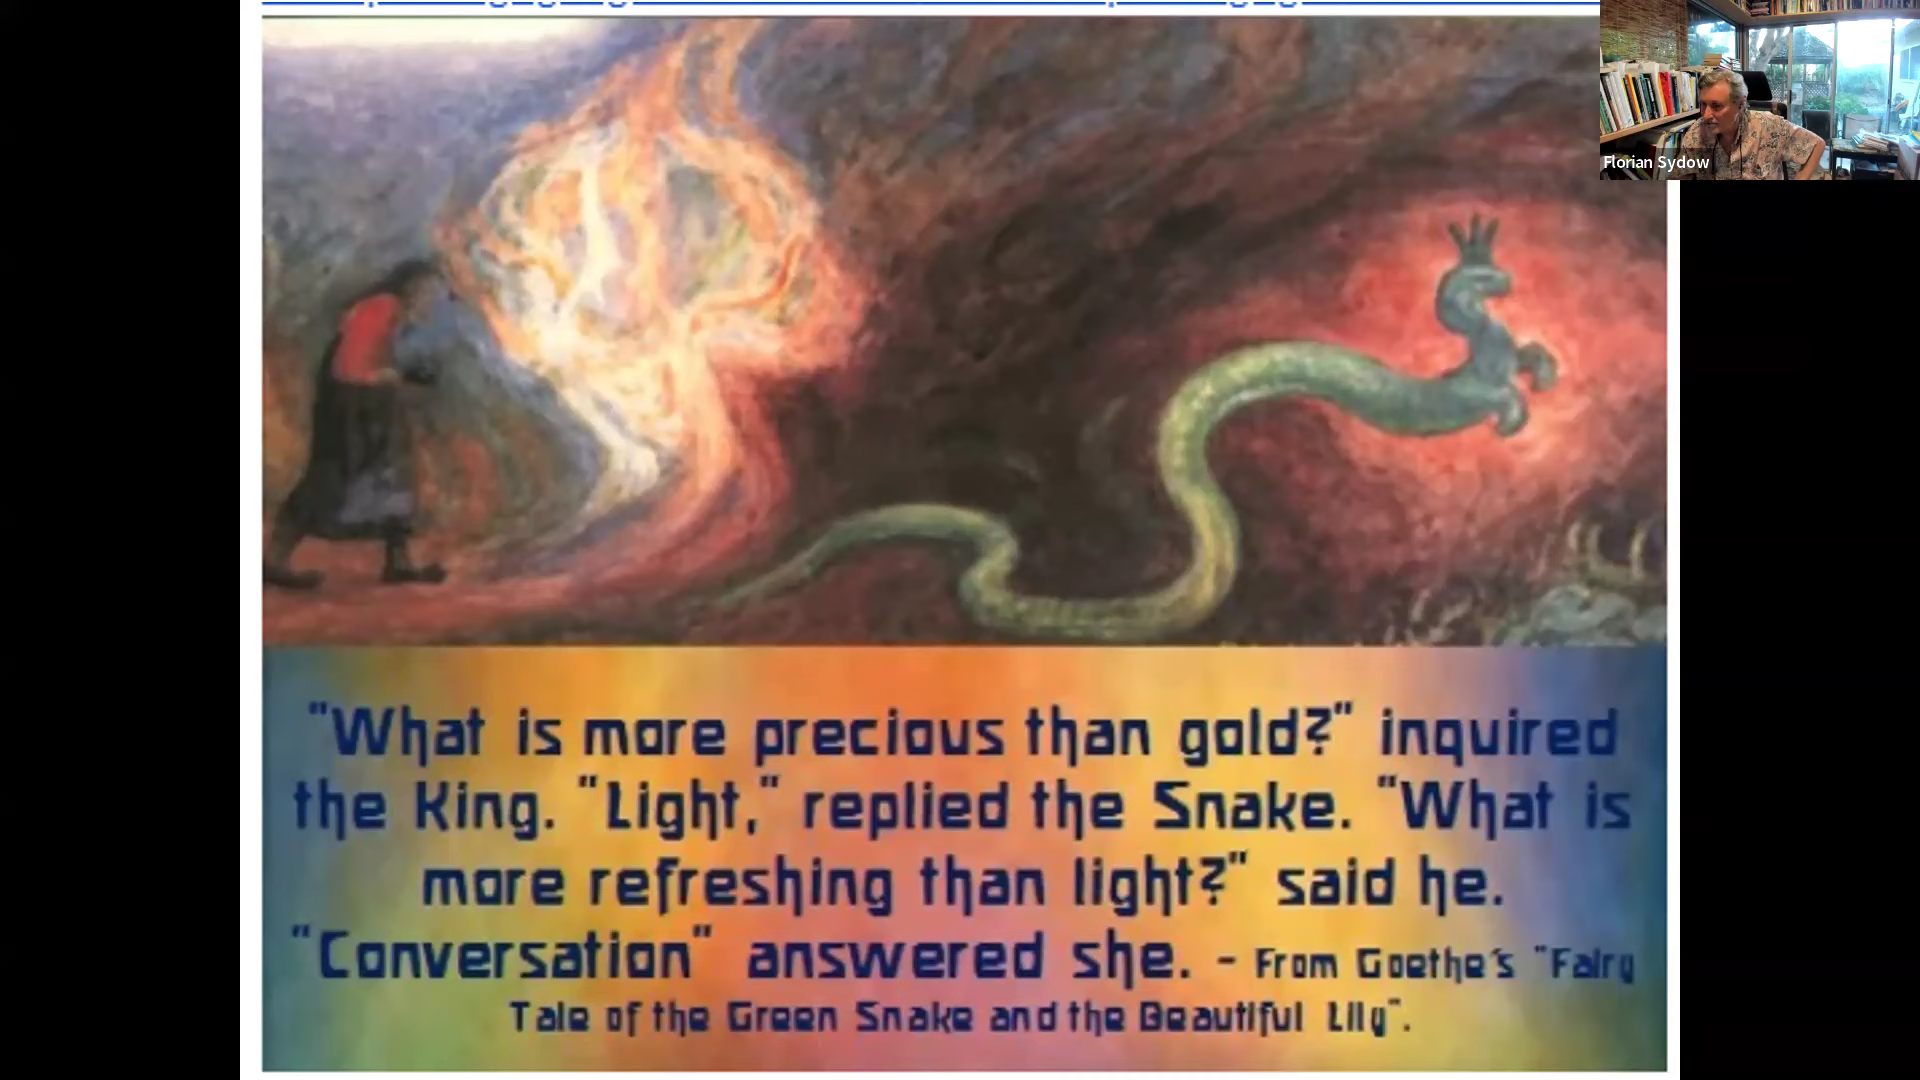 Florian Sydow
"What is more precious than gold?" inquired
the King. "Light," replied the Snake. "What is
more refreshing than light?" said he.
"Conversation" answered she. - From Goethe's "Fairy
Tale of the Green Snake and the Beautiful Lily".